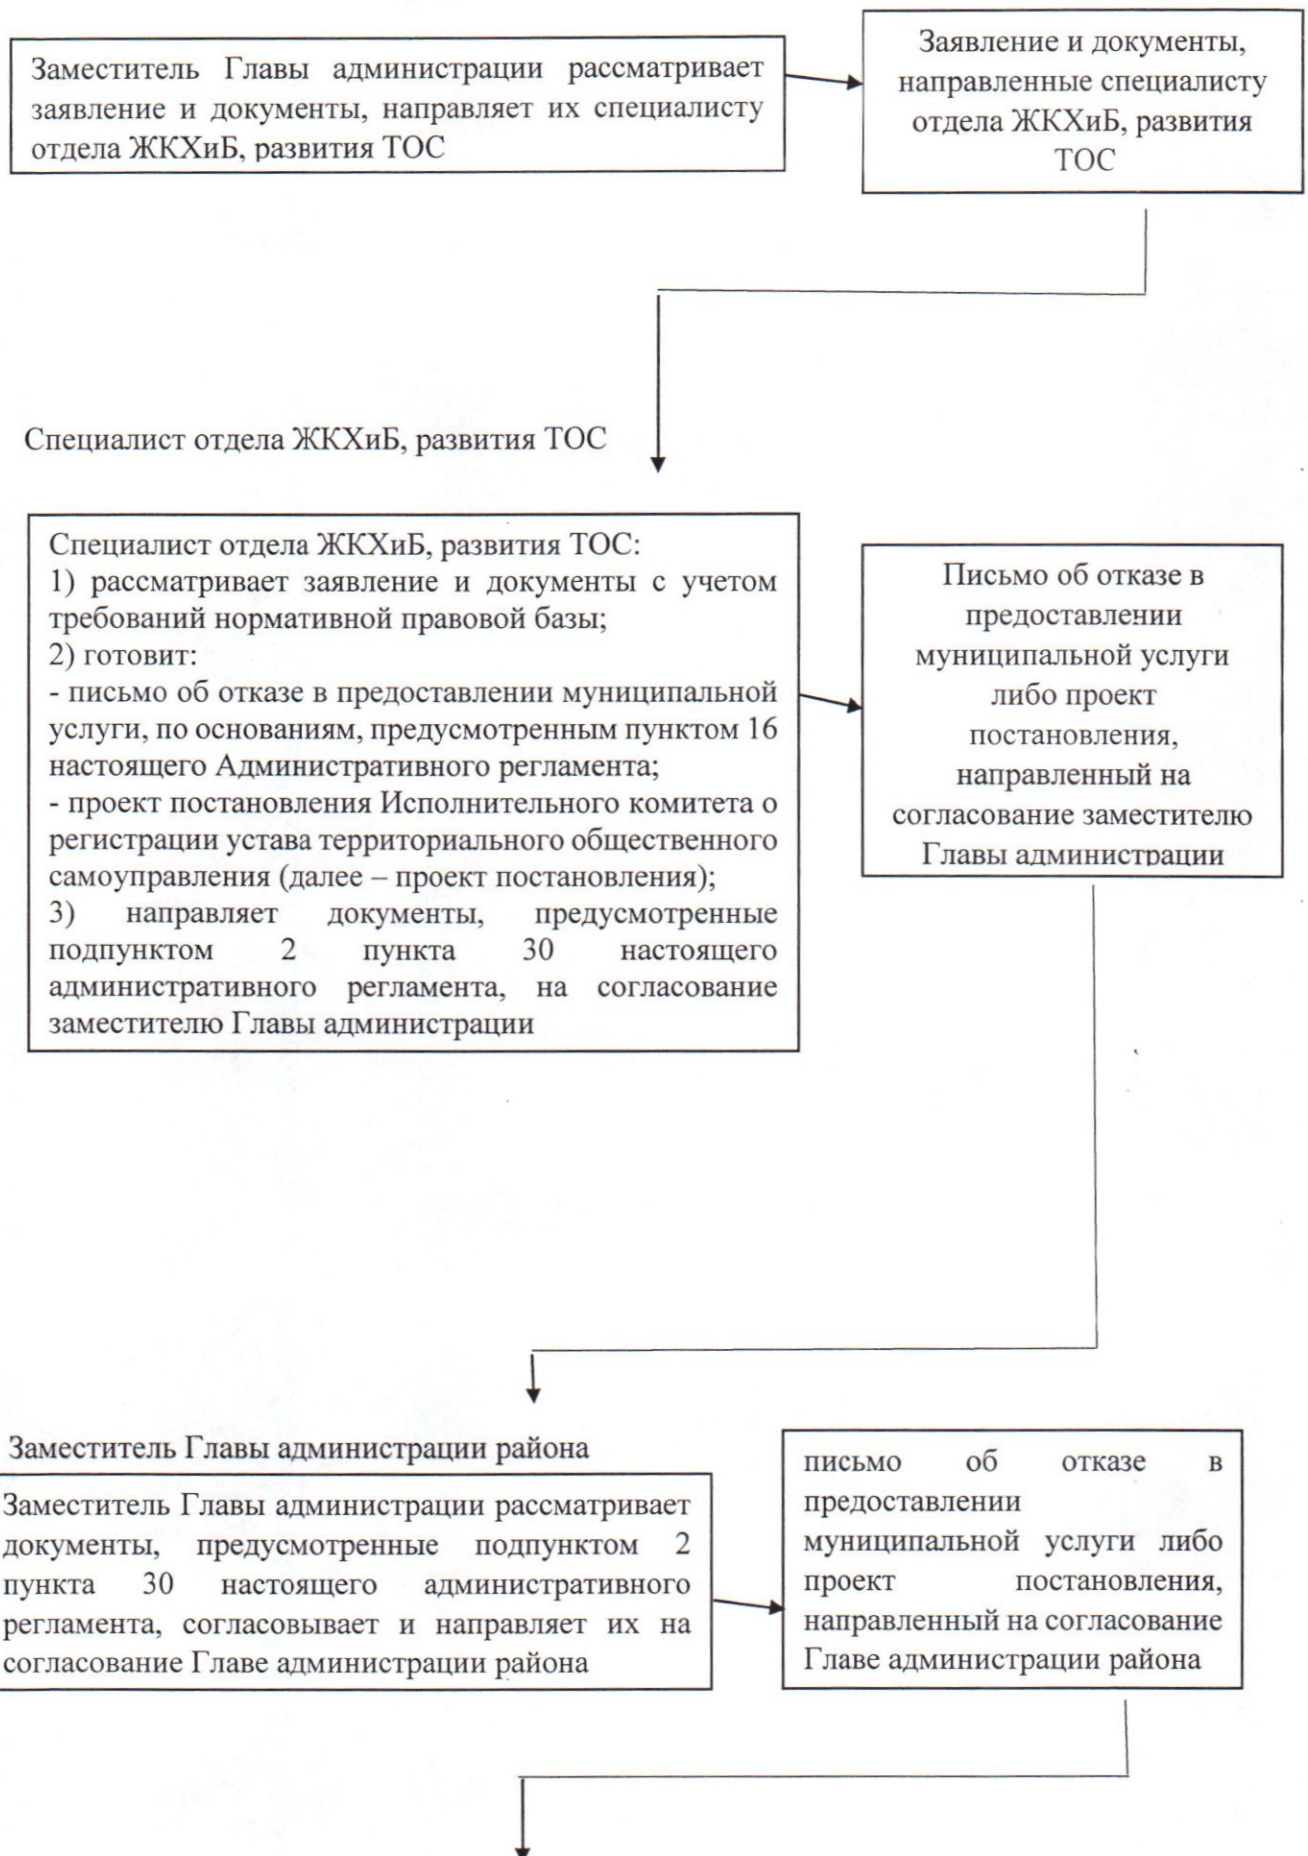 Заместитель Главы администрации рассматривает
заявление и документы, направляет их специалисту
отдела ЖКХиБ, развития ТОС
Заявление и документы,
направленные специалисту
отдела ЖКХиБ, развития
ТОС
Специалист отдела ЖКХиБ, развития ТОС
Специалист отдела ЖКХиБ, развития ТОС:
1) рассматривает заявление и документы с учетом
требований нормативной правовой базы;
2) готовит:
- письмо об отказе в предоставлении муниципальной
услуги, по основаниям, предусмотренным пунктом 16
настоящего Административного регламента;
- проект постановления Исполнительного комитета о
регистрации устава территориального общественного
самоуправления (далее – проект постановления);
3) направляет документы, предусмотренные
подпунктом 2 пункта 30 настоящего
административного регламента, на согласование
заместителю Главы администрации
Письмо об отказе в
предоставлении
муниципальной услуги
либо проект
постановления,
направленный на
согласование заместителю
Главы администрации
Заместитель Главы администрации района
Заместитель Главы администрации рассматривает
документы, предусмотренные подпунктом 2
пункта 30 настоящего административного
регламента, согласовывает и направляет их на
согласование Главе администрации района
письмо об отказе в
предоставлении
муниципальной услуги либо
проект постановления,
направленный на согласование
Главе администрации района